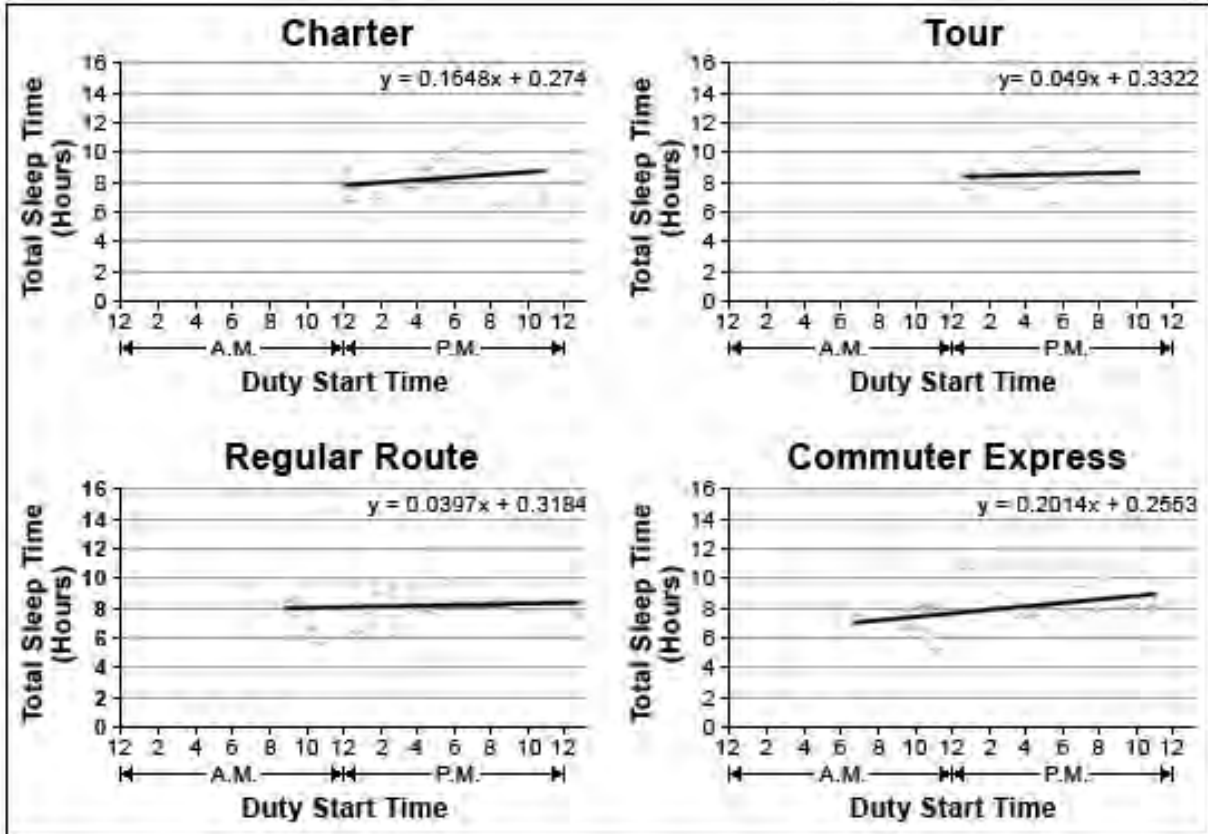 Charter
y = 0.1648x + 0.274
Total Sleep Time
(Hours)
16
14
12
10
8
6
4
2
0
12 2 4 6 8 10 12 2 4 6 8 10 12
A.M. P.M.
Duty Start Time
Tour
y= 0.049x + 0.3322
Total Sleep Time
(Hours)
16
14
12
10
8
6
4
2
0
12 2 4 6 8 10 12 2 4 6 8 10 12
A.M. P.M.
Duty Start Time
Regular Route
y = 0.0397x + 0.3184
Total Sleep Time
(Hours)
16
14
12
10
8
6
4
2
0
12 2 4 6 8 10 12 2 4 6 8 10 12
A.M. P.M.
Duty Start Time
Commuter Express
y = 0.2014x + 0.2553
Total Sleep Time
(Hours)
16
14
12
10
8
6
4
2
0
12 2 4 6 8 10 12 2 4 6 8 10 12
A.M. P.M.
Duty Start Time